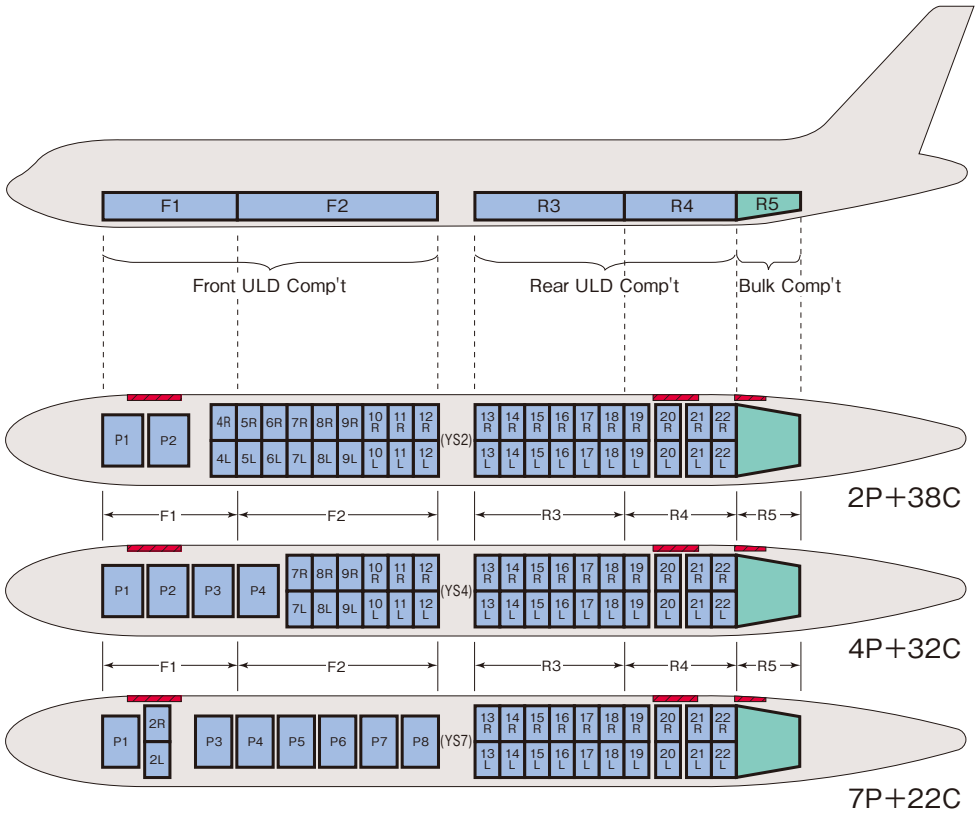 F1 F2 R3 R4 R5
Front ULD Comp't Rear ULD Comp't Bulk Comp't
4R 5R 6R 7R 8R 9R 10 R 11 R 12 R 13 R 14 R 15 R 16 R 17 R 18 R 19 R 20 R 21 R 22 R
P1 P2 (YS2)
4L 5L 6L 7L 8L 9L 10 L 11 L 12 L 13 L 14 L 15 L 16 L 17 L 18 L 19 L 20 L 21 L 22 L
2P+38C
F1 F2 R3 R4 R5
7R 8R 9R 10 R 11 R 12 R 13 R 14 R 15 R 16 R 17 R 18 R 19 R 20 R 21 R 22 R
P1 P2 P3 P4 (YS4)
7L 8L 9L 10 L 11 L 12 L 13 L 14 L 15 L 16 L 17 L 18 L 19 L 20 L 21 L 22 L
4P+32C
F1 F2 R3 R4 R5
2R 13 R 14 R 15 R 16 R 17 R 18 R 19 R 20 R 21 R 22 R
P1 P3 P4 P5 P6 P7 P8 (YS7)
2L 13 L 14 L 15 L 16 L 17 L 18 L 19 L 20 L 21 L 22 L
7P+22C